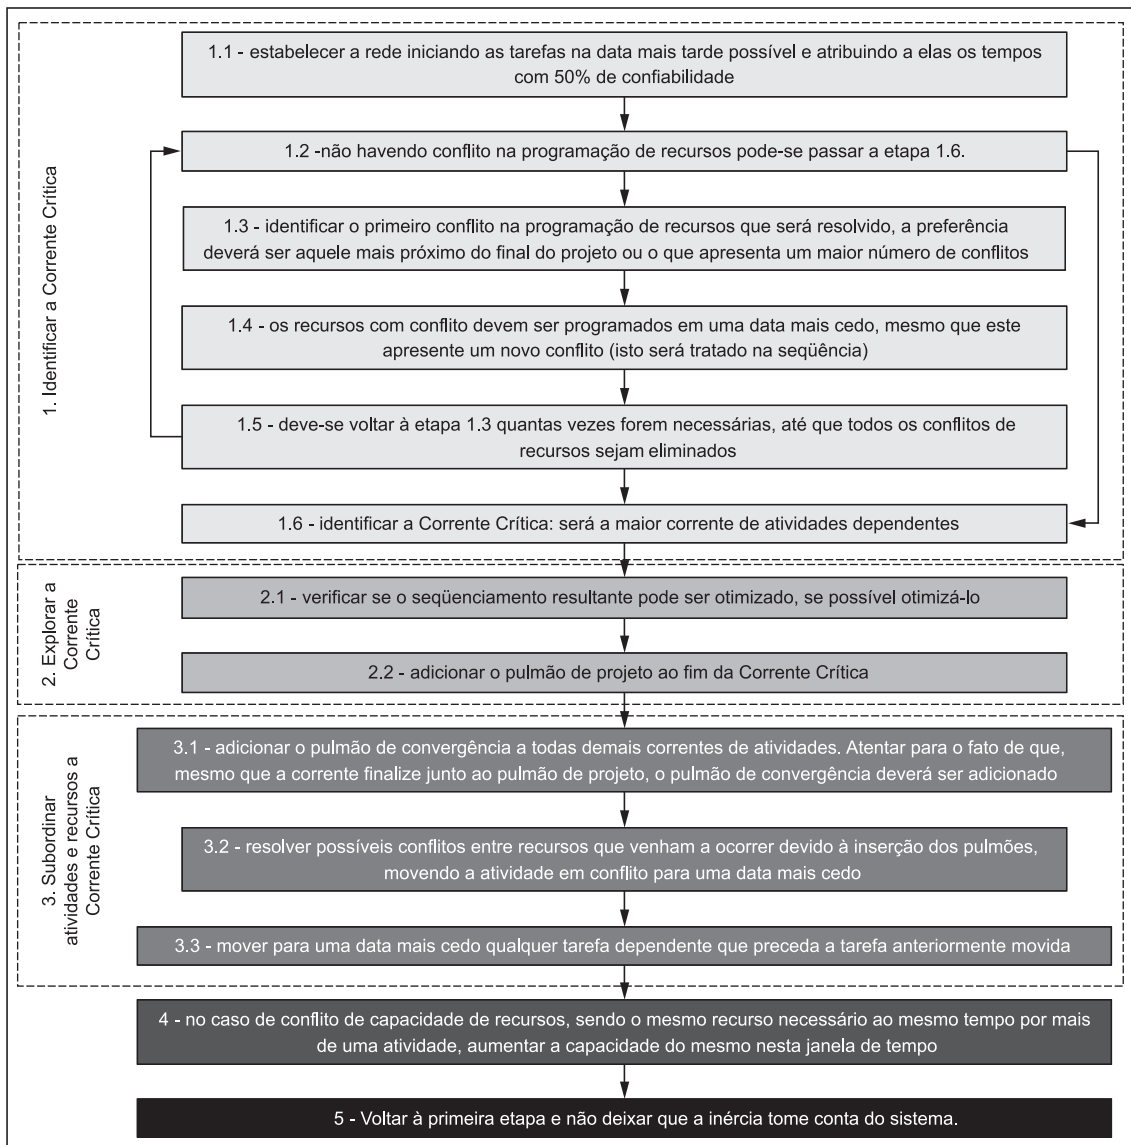 1. Identificar a Corrente Crítica
1.1 - estabelecer a rede iniciando as tarefas na data mais tarde possível e atribuindo a elas os tempos
com 50% de confiabilidade
1.2 -não havendo conflito na programação de recursos pode-se passar a etapa 1.6.
1.3 - identificar o primeiro conflito na programação de recursos que será resolvido, a preferência
deverá ser aquele mais próximo do final do projeto ou o que apresenta um maior número de conflitos
1.4 - os recursos com conflito devem ser programados em uma data mais cedo, mesmo que este
apresente um novo conflito (isto será tratado na seqüência)
1.5 - deve-se voltar à etapa 1.3 quantas vezes forem necessárias, até que todos os conflitos de
recursos sejam eliminados
1.6 - identificar a Corrente Crítica: será a maior corrente de atividades dependentes
2. Explorar a
Corrente
Crítica
2.1 - verificar se o seqüenciamento resultante pode ser otimizado, se possível otimizá-lo
2.2 - adicionar o pulmão de projeto ao fim da Corrente Crítica
3. Subordinar
atividades e recursos a
Corrente Crítica
3.1 - adicionar o pulmão de convergência a todas demais correntes de atividades. Atentar para o fato de que,
mesmo que a corrente finalize junto ao pulmão de projeto, o pulmão de convergência deverá ser adicionado
3.2 - resolver possíveis conflitos entre recursos que venham a ocorrer devido à inserção dos pulmões,
movendo a atividade em conflito para uma data mais cedo
3.3 - mover para uma data mais cedo qualquer tarefa dependente que preceda a tarefa anteriormente movida
4 - no caso de conflito de capacidade de recursos, sendo o mesmo recurso necessário ao mesmo tempo por mais
de uma atividade, aumentar a capacidade do mesmo nesta janela de tempo
5 - Voltar à primeira etapa e não deixar que a inércia tome conta do sistema.